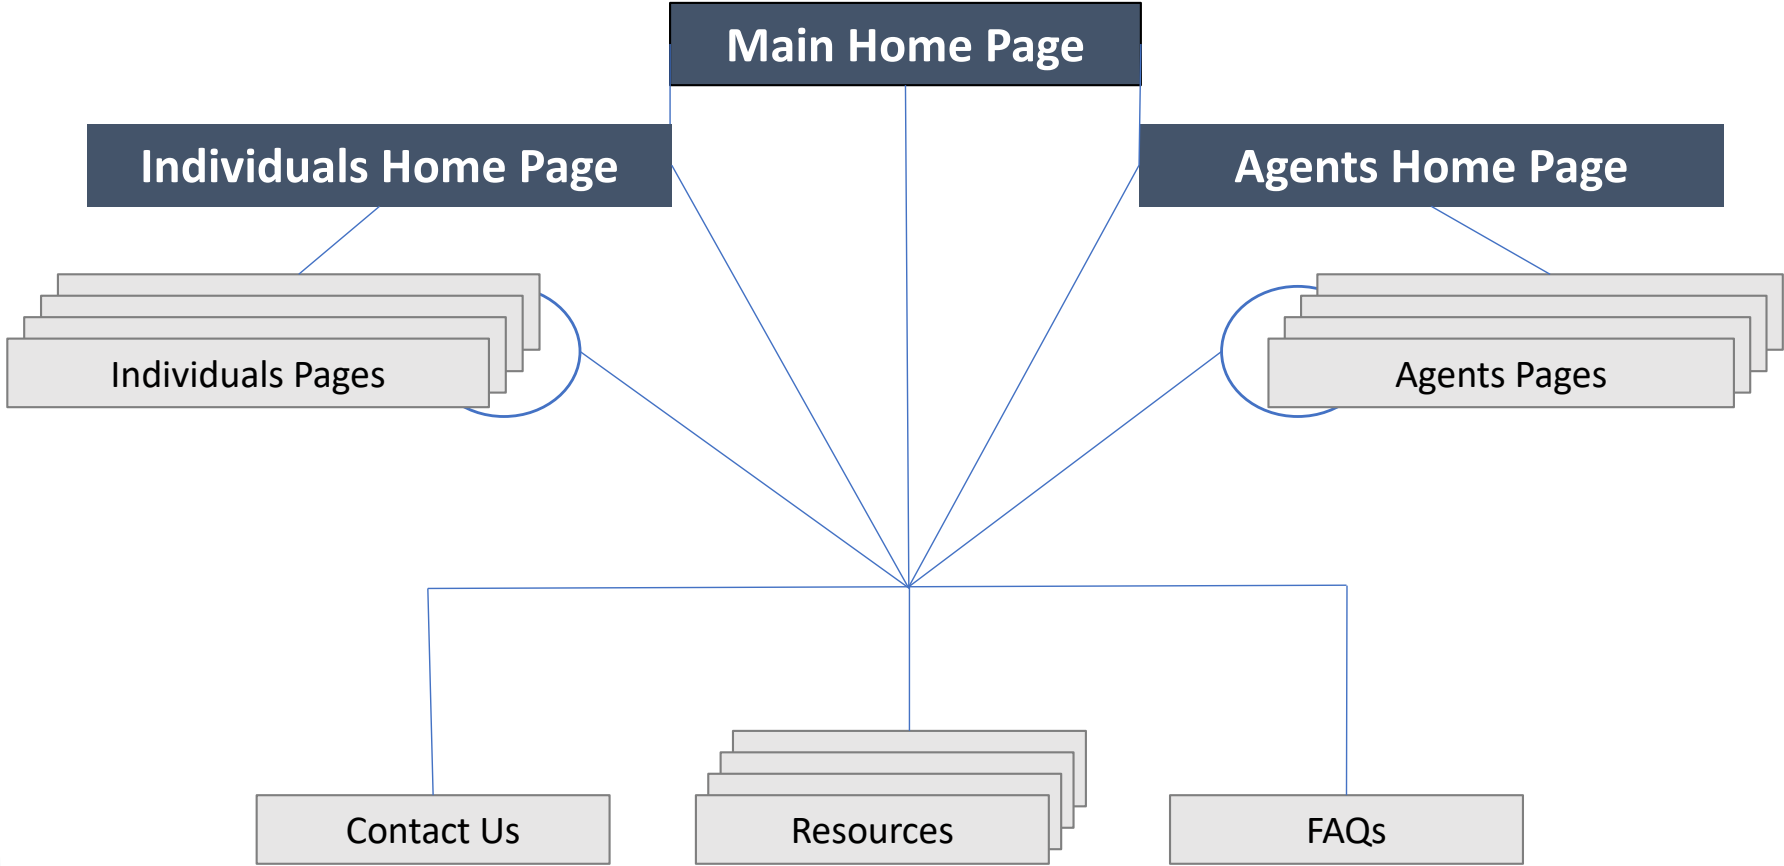 Main Home Page
Individuals Home Page
Agents Home Page
Individuals Pages
Agents Pages
Contact Us
Resources
FAQs